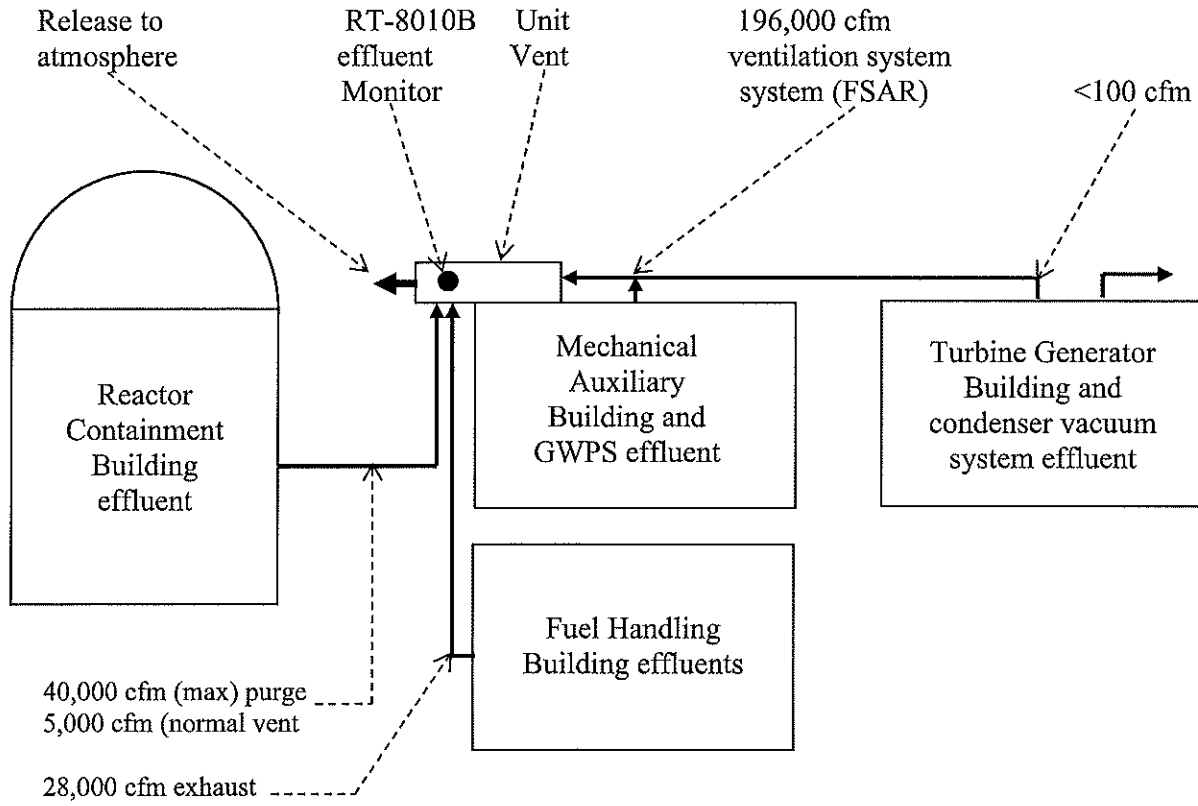 Release to
atmosphere
RT-8010B
effluent
Monitor
Unit
Vent
196,000 cfm
ventilation system
system (FSAR)
<100 cfm
Reactor
Containment
Building
effluent
Mechanical
Auxiliary
Building and
GWPS effluent
Turbine Generator
Building and
condenser vacuum
system effluent
Fuel Handling
Building effluents
40,000 cfm (max) purge
5,000 cfm (normal vent
28,000 cfm exhaust